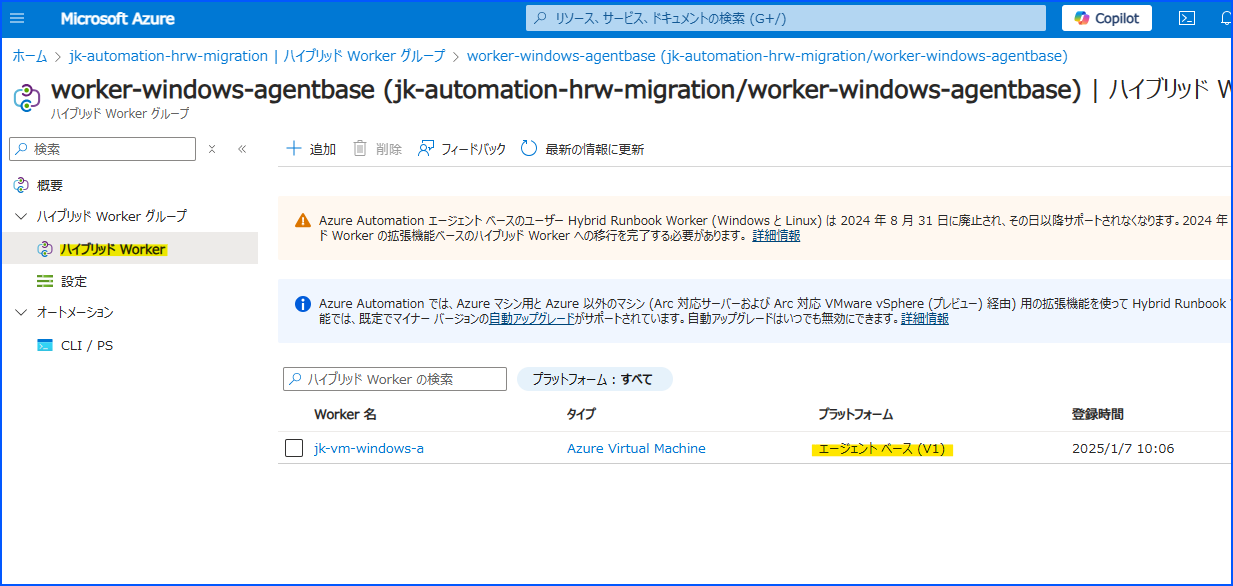 Microsoft Azure
リソース、サービス、ドキュメントの検索 (G+/)
Copilot
ホーム > jk-automation-hrw-migration | ハイブリッド Worker グループ > worker-windows-agentbase (jk-automation-hrw-migration/worker-windows-agentbase)
worker-windows-agentbase (jk-automation-hrw-migration/worker-windows-agentbase) | ハイブリッド W
ハイブリッド Worker グループ
検索
追加
削除
フィードバック
最新の情報に更新
概要
ハイブリッド Worker グループ
ハイブリッド Worker
設定
オートメーション
CLI / PS
Azure Automation エージェント ベースのユーザー Hybrid Runbook Worker (Windows と Linux) は 2024 年 8 月 31 日に廃止され、その日以降サポートされなくなります。2024 年
ド Worker の拡張機能ベースのハイブリッド Worker への移行を完了する必要があります。 詳細情報
Azure Automation では、Azure マシン用と Azure 以外のマシン (Arc 対応サーバーおよび Arc 対応 VMware vSphere (プレビュー) 経由) 用の拡張機能を使って Hybrid Runbook
能では、既定でマイナー バージョンの自動アップグレードがサポートされています。自動アップグレードはいつでも無効にできます。詳細情報
ハイブリッド Worker の検索
プラットフォーム : すべて
Worker 名 タイプ プラットフォーム 登録時間
jk-vm-windows-a Azure Virtual Machine エージェント ベース (V1) 2025/1/7 10:06